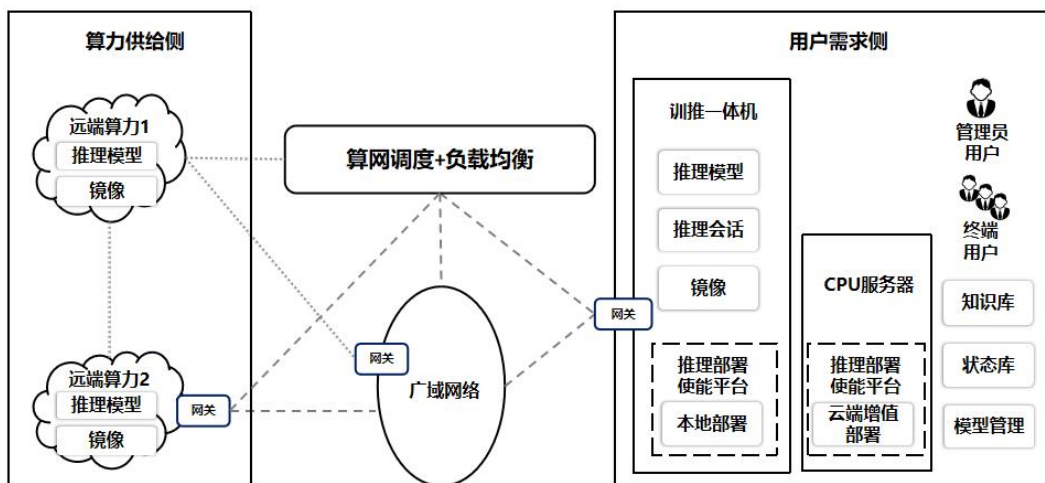 算力供给侧
远端算力1
推理模型
镜像
远端算力2
推理模型
镜像
网关
算网调度+负载均衡
网关
广域网络
用户需求侧
网关
训推一体机
推理模型
推理会话
镜像
推理部署
使能平台
本地部署
CPU服务器
推理部署
使能平台
云端增值
部署
管理员
用户
终端
用户
知识库
状态库
模型管理